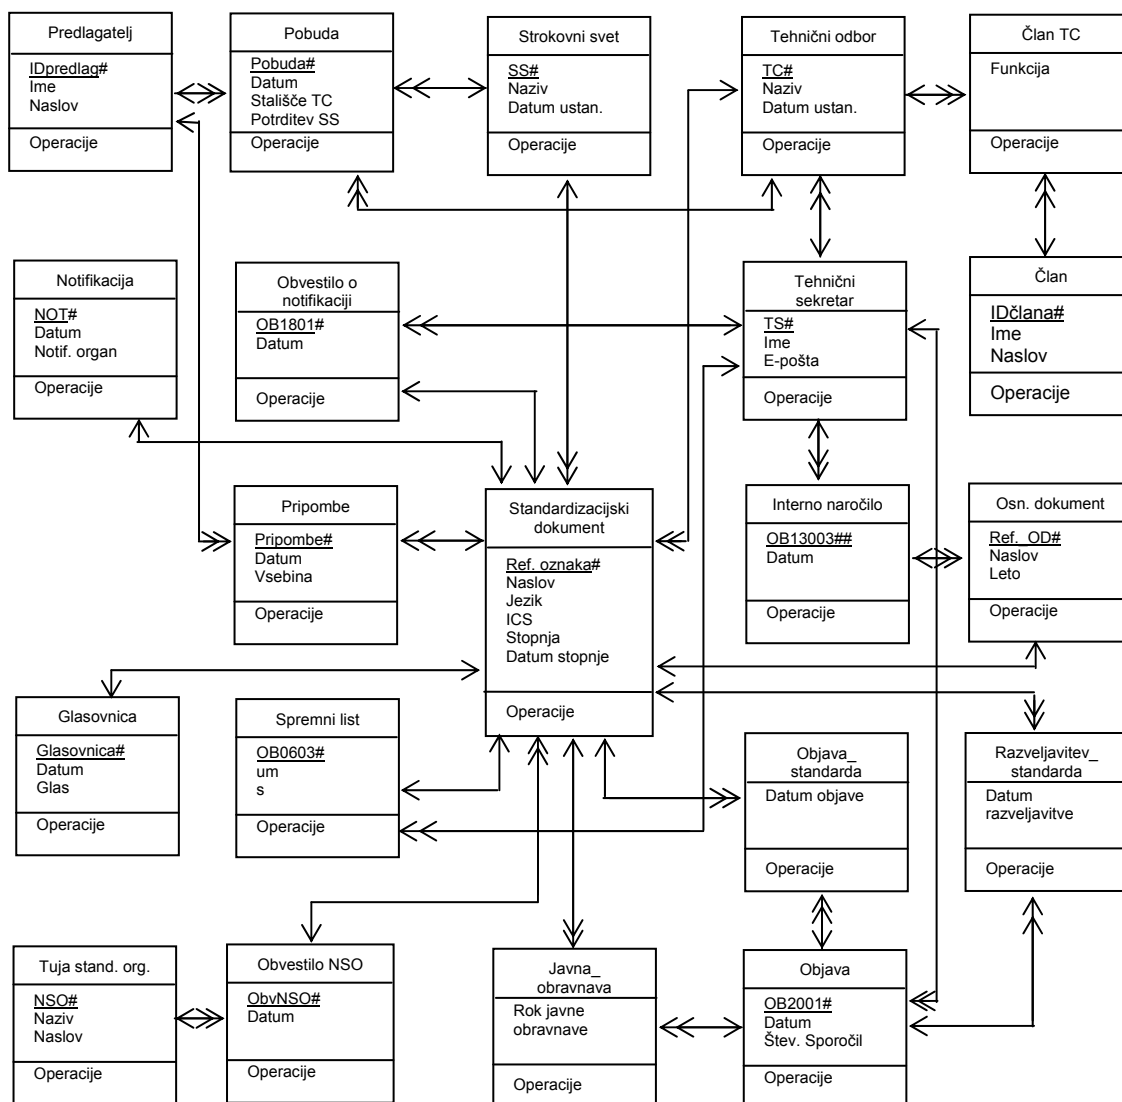 Predlagatelj
IDpredlag#
Ime
Naslov
Operacije
Pobuda
Pobuda#
Datum
Stališče TC
Potrditev SS
Operacije
Strokovni svet
SS#
Naziv
Datum ustan.
Operacije
Tehnični odbor
TC#
Naziv
Datum ustan.
Operacije
Član TC
Funkcija
Operacije
Notifikacija
NOT#
Datum
Notif. organ
Operacije
Obvestilo o
notifikaciji
OB1801#
Datum
Operacije
Tehnični
sekretar
TS#
Ime
E-pošta
Operacije
Član
IDčlana#
Ime
Naslov
Operacije
Pripombe
Pripombe#
Datum
Vsebina
Operacije
Standardizacijski
dokument
Ref. oznaka#
Naslov
Jezik
ICS
Stopnja
Datum stopnje
Operacije
Interno naročilo
OB13003##
Datum
Operacije
Osn. dokument
Ref. OD#
Naslov
Leto
Operacije
Glasovnica
Glasovnica#
Datum
Glas
Operacije
Spremni list
OB0603#
um
s
Operacije
Objava_
standarda
Datum objave
Operacije
Razveljavitev_
standarda
Datum
razveljavitve
Operacije
Tuja stand. org.
NSO#
Naziv
Naslov
Operacije
Obvestilo NSO
ObvNSO#
Datum
Operacije
Javna_
obravnava
Rok javne
obravnave
Operacije
Objava
OB2001#
Datum
Štev. Sporočil
Operacije